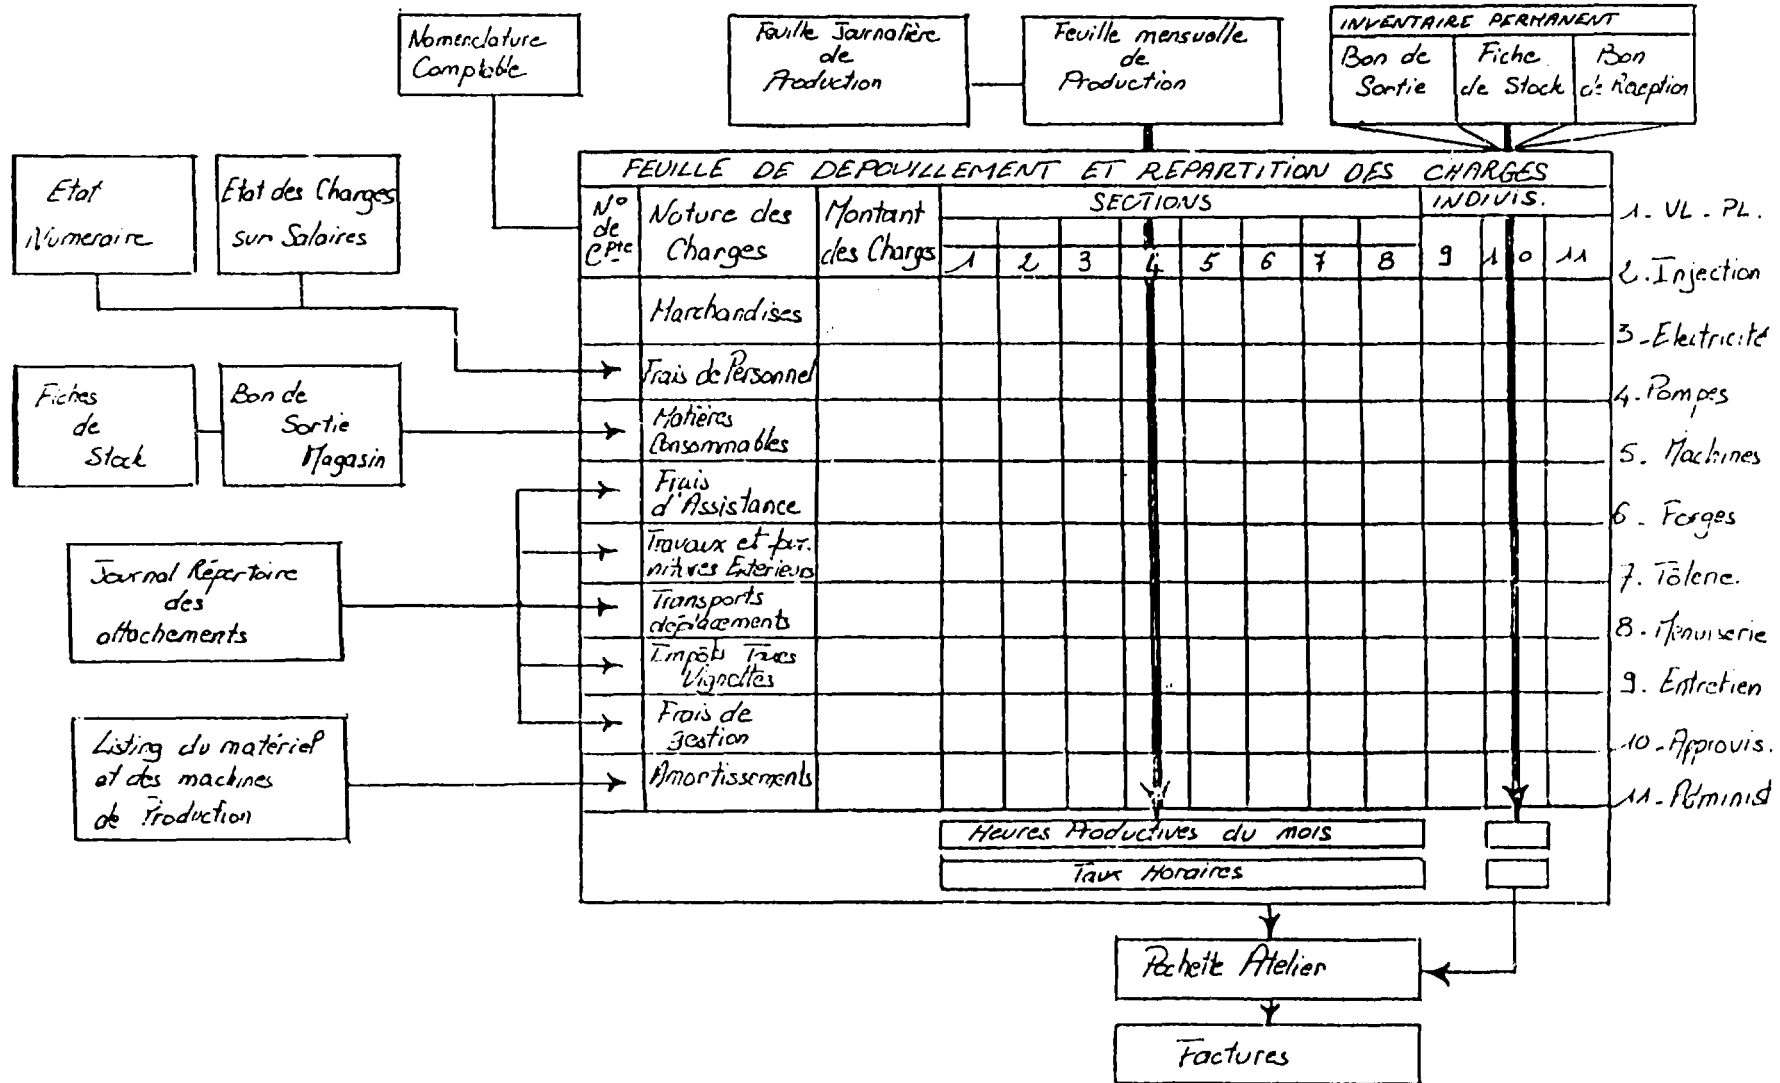 Nomenclature
Comptable
Feuille Journalière
de
Production
Feuille mensuelle
de
Production
INVENTAIRE PERMANENT
Bon de
Sortie
Fiche
de Stock
Bon
de Reception
Etat
Numeraire
Etat des Charges
sur Salaires
Fiches
de
Stock
Bon de
Sortie
Magasin
Journal Répertoire
des
attachements
Listing du matériel
et des machines
de Production
FEUILLE DE DEPOUILLEMENT ET REPARTITION DES CHARGES
N°
de
Cpte
Nature des
Charges
Montant
des Charges
SECTIONS
INDIVIS.
1 2 3 4 5 6 7 8 9 10 11
Marchandises
Frais de Personnel
Matières
Consommables
Frais
d'Assistance
Travaux et four.
nitures Exterieurs
Transports
déplacements
Impôts Taxes
Vignettes
Frais de
gestion
Amortissements
Heures Productives du mois
Taux Horaires
1. VL. PL.
2. Injection
3. Electricité
4. Pompes
5. Machines
6. Forges
7. Tôlerie.
8. Menuiserie
9. Entretien
10. Approvis.
11. Administ
Pochette Atelier
Factures